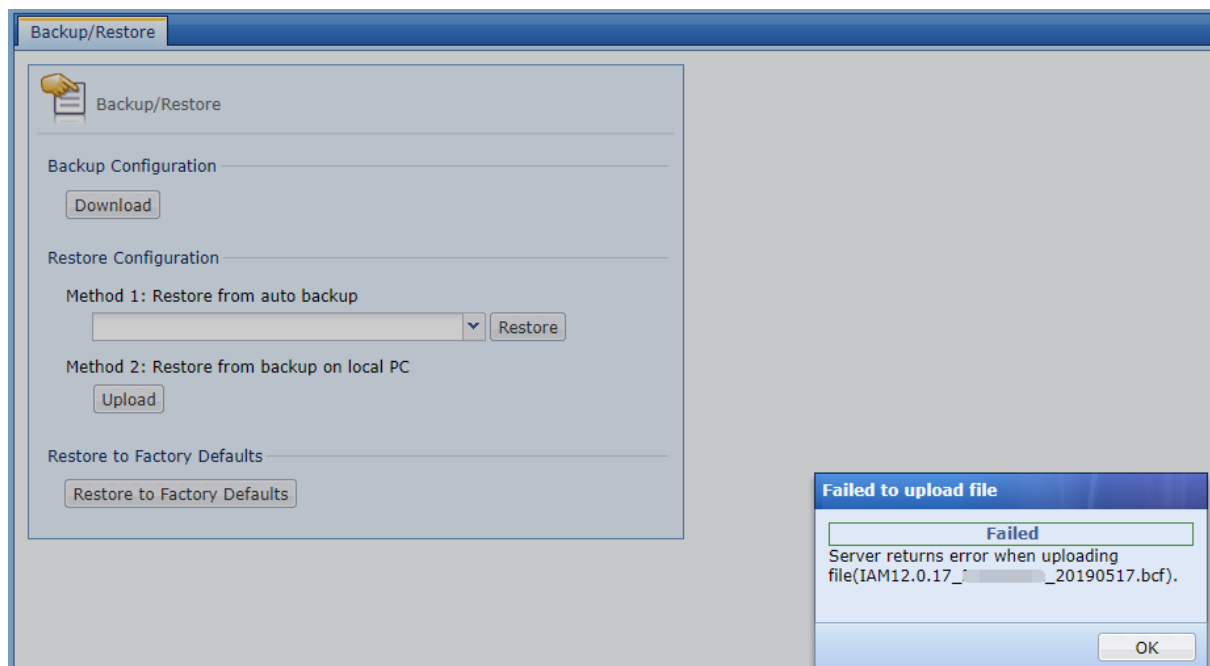 Backup/Restore
Backup/Restore
Backup Configuration
Download
Restore Configuration
Method 1: Restore from auto backup
Restore
Method 2: Restore from backup on local PC
Upload
Restore to Factory Defaults
Restore to Factory Defaults
Failed to upload file
Failed
Server returns error when uploading
file(IAM12.0.17_ _20190517.bcf).
OK